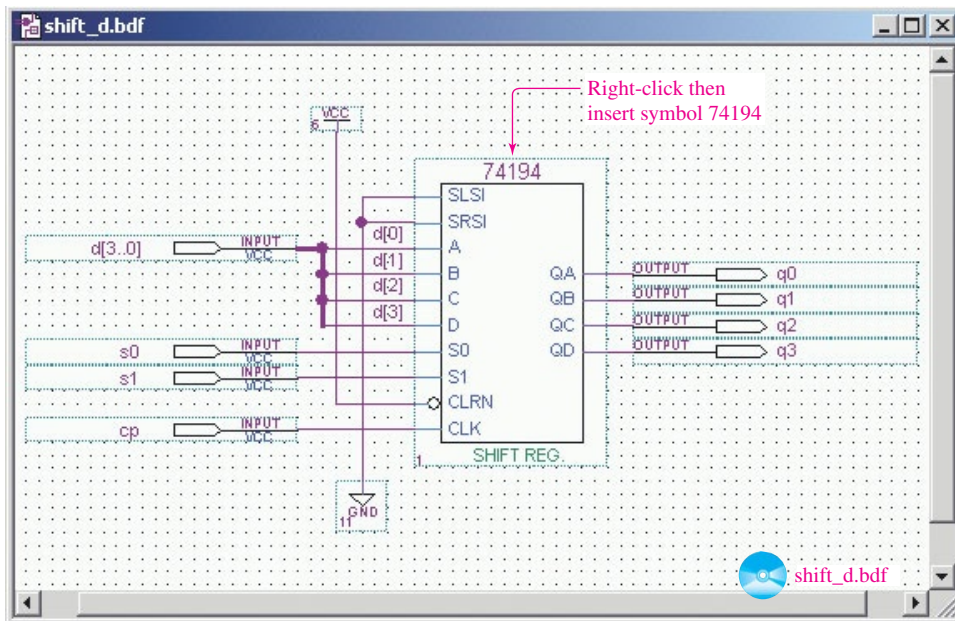 shift_d.bdf
Right-click then
insert symbol 74194
VCC
6
74194
SLSI
SRSI
d[0]
A
d[3..0]
INPUT
VCC
d[1]
B
QA
OUTPUT
q0
d[2]
C
QB
OUTPUT
q1
d[3]
D
QC
OUTPUT
q2
s0
INPUT
VCC
S0
QD
OUTPUT
q3
s1
INPUT
VCC
S1
CLRN
cp
INPUT
VCC
CLK
1
SHIFT REG.
GND
11
shift_d.bdf